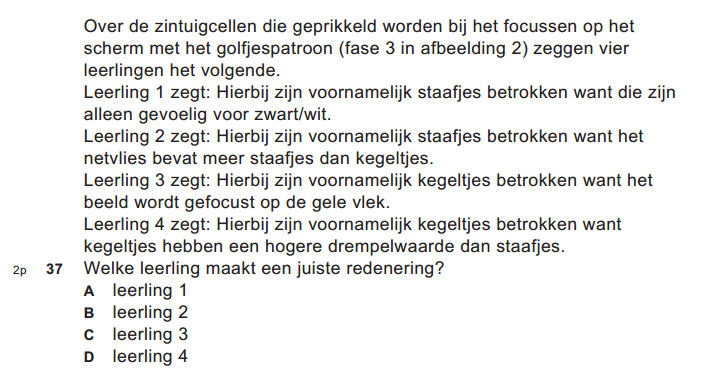 Over de zintuigcellen die geprikkeld worden bij het focussen op het
scherm met het golfjespatroon (fase 3 in afbeelding 2) zeggen vier
leerlingen het volgende.
Leerling 1 zegt: Hierbij zijn voornamelijk staafjes betrokken want die zijn
alleen gevoelig voor zwart/wit.
Leerling 2 zegt: Hierbij zijn voornamelijk staafjes betrokken want het
netvlies bevat meer staafjes dan kegeltjes.
Leerling 3 zegt: Hierbij zijn voornamelijk kegeltjes betrokken want het
beeld wordt gefocust op de gele vlek.
Leerling 4 zegt: Hierbij zijn voornamelijk kegeltjes betrokken want
kegeltjes hebben een hogere drempelwaarde dan staafjes.
2p 37 Welke leerling maakt een juiste redenering?
A leerling 1
B leerling 2
C leerling 3
D leerling 4